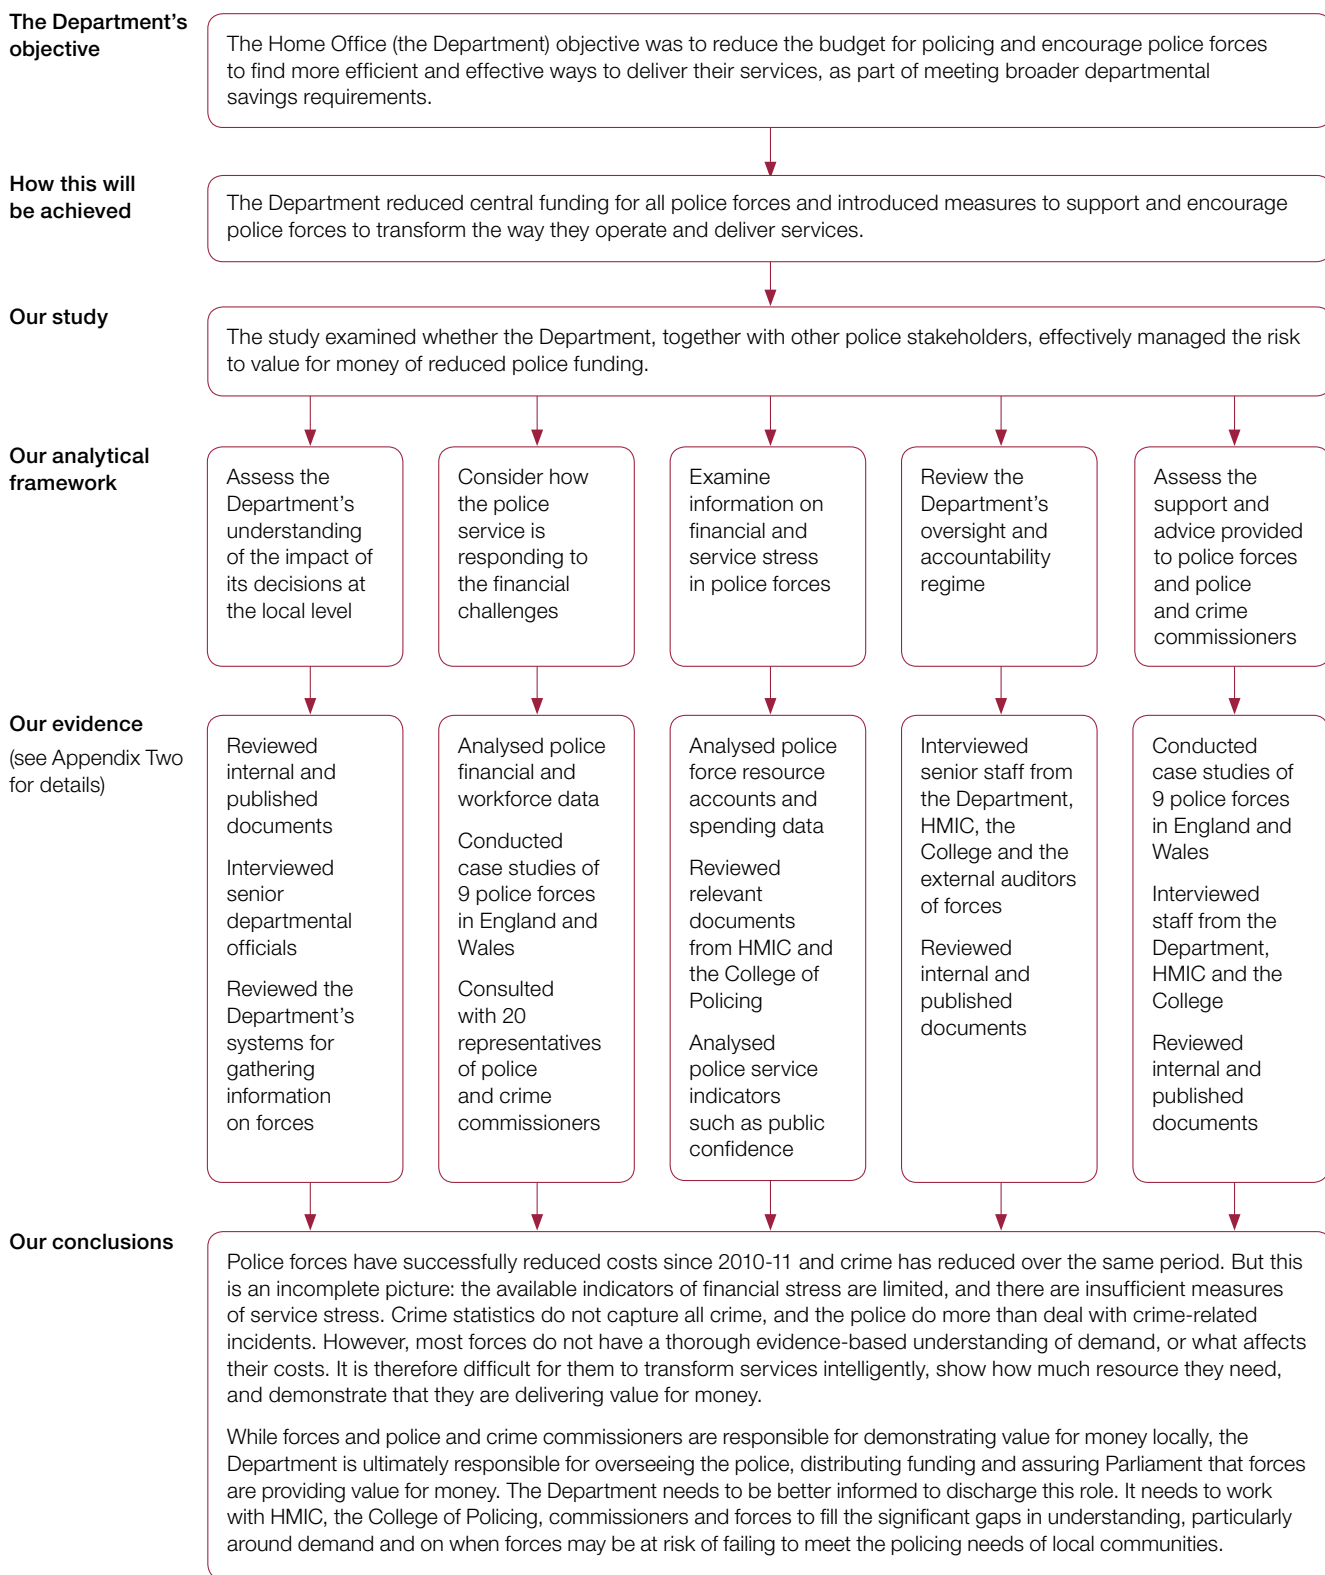 The Department's
objective
The Home Office (the Department) objective was to reduce the budget for policing and encourage police forces
to find more efficient and effective ways to deliver their services, as part of meeting broader departmental
savings requirements.
How this will
be achieved
The Department reduced central funding for all police forces and introduced measures to support and encourage
police forces to transform the way they operate and deliver services.
Our study
The study examined whether the Department, together with other police stakeholders, effectively managed the risk
to value for money of reduced police funding.
Our analytical
framework
Assess the
Department's
understanding
of the impact of
its decisions at
the local level
Consider how
the police
service is
responding to
the financial
challenges
Examine
information on
financial and
service stress
in police forces
Review the
Department's
oversight and
accountability
regime
Assess the
support and
advice provided
to police forces
and police
and crime
commissioners
Our evidence
(see Appendix Two
for details)
Reviewed
internal and
published
documents
Interviewed
senior
departmental
officials
Reviewed the
Department's
systems for
gathering
information
on forces
Analysed police
financial and
workforce data
Conducted
case studies of
9 police forces
in England and
Wales
Consulted
with 20
representatives
of police
and crime
commissioners
Analysed police
force resource
accounts and
spending data
Reviewed
relevant
documents
from HMIC and
the College of
Policing
Analysed
police service
indicators
such as public
confidence
Interviewed
senior staff from
the Department,
HMIC, the
College and the
external auditors
of forces
Reviewed
internal and
published
documents
Conducted
case studies of
9 police forces
in England and
Wales
Interviewed
staff from the
Department,
HMIC and the
College
Reviewed
internal and
published
documents
Our conclusions
Police forces have successfully reduced costs since 2010-11 and crime has reduced over the same period. But this
is an incomplete picture: the available indicators of financial stress are limited, and there are insufficient measures
of service stress. Crime statistics do not capture all crime, and the police do more than deal with crime-related
incidents. However, most forces do not have a thorough evidence-based understanding of demand, or what affects
their costs. It is therefore difficult for them to transform services intelligently, show how much resource they need,
and demonstrate that they are delivering value for money.
While forces and police and crime commissioners are responsible for demonstrating value for money locally, the
Department is ultimately responsible for overseeing the police, distributing funding and assuring Parliament that forces
are providing value for money. The Department needs to be better informed to discharge this role. It needs to work
with HMIC, the College of Policing, commissioners and forces to fill the significant gaps in understanding, particularly
around demand and on when forces may be at risk of failing to meet the policing needs of local communities.